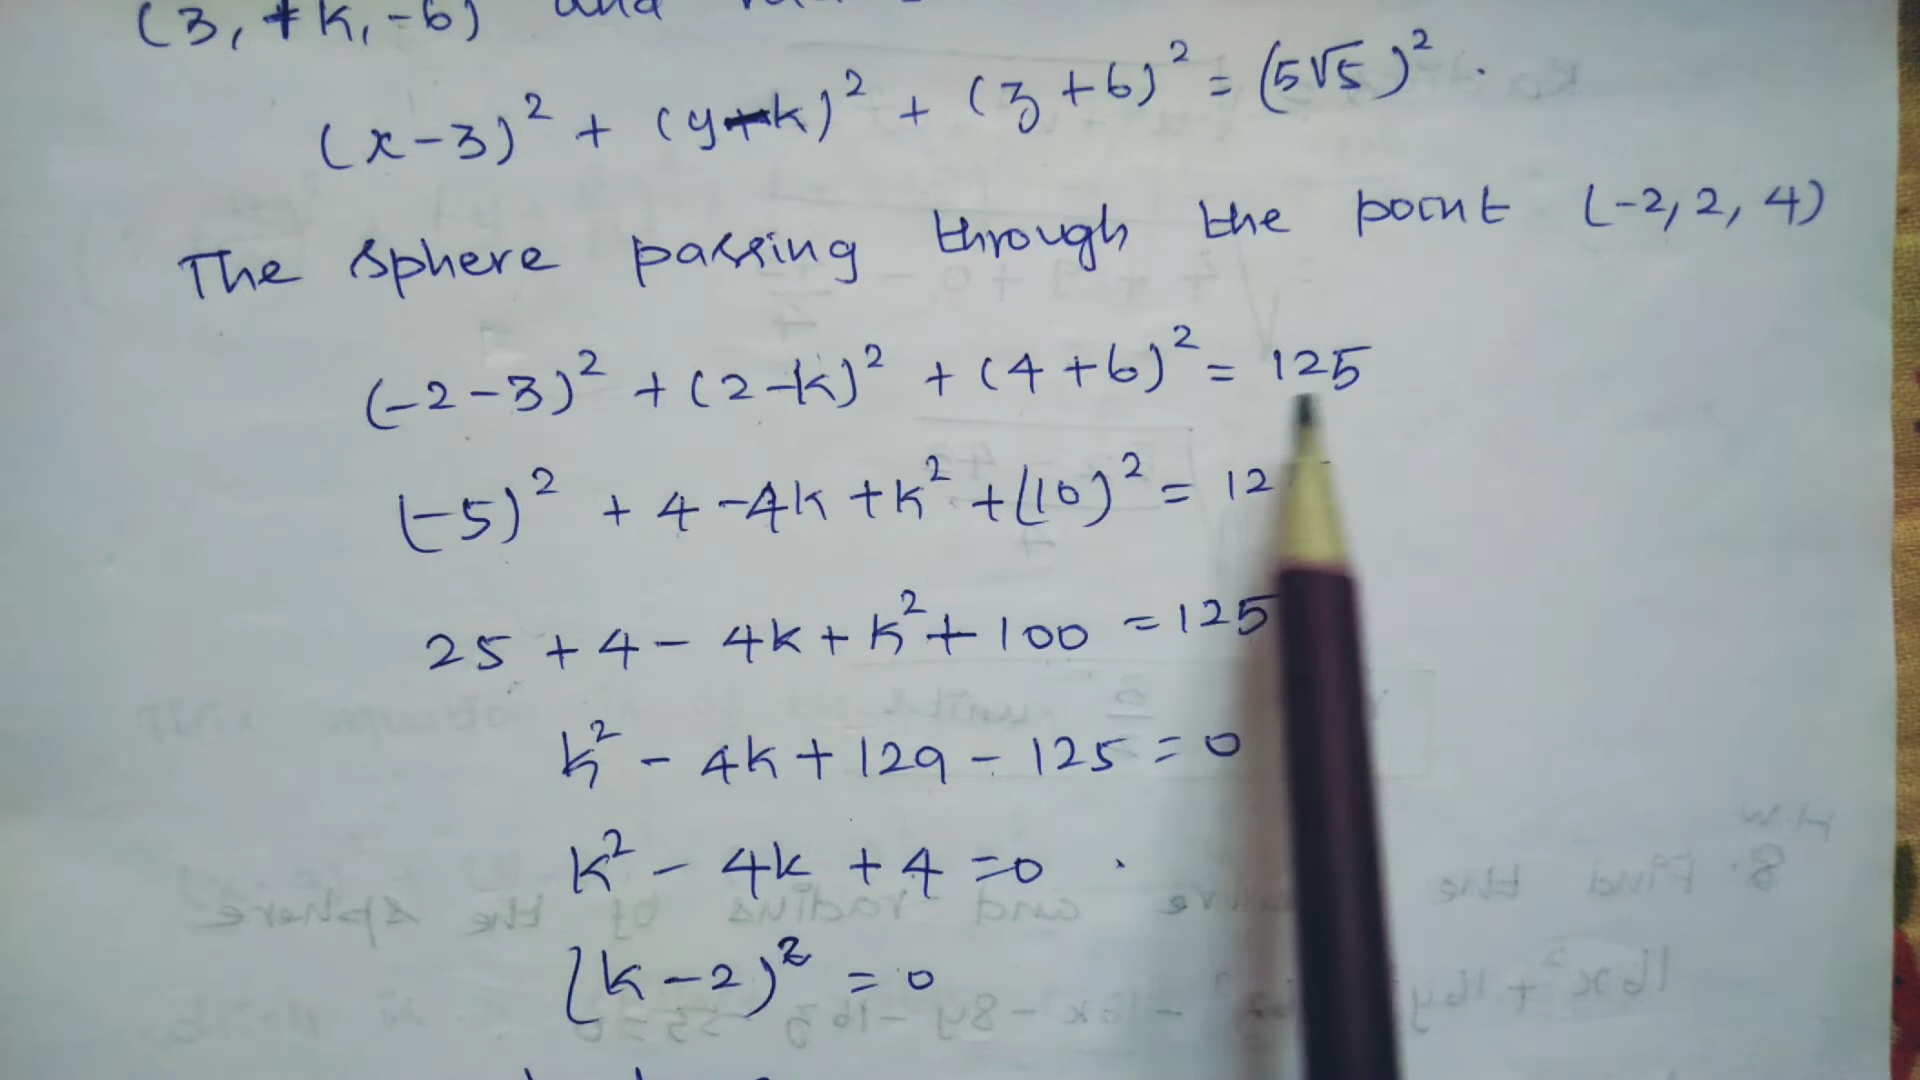 (3, +k, -6) and
(x-3)² + (y-k)² + (z+6)² = (5√5)².
The sphere passing through the point (-2, 2, 4)
(-2-3)² + (2-k)² + (4+6)² = 125
(-5)² + 4 - 4k + k² + (10)² = 12
25 + 4 - 4k + k² + 100 = 125
k² - 4k + 129 - 125 = 0
k² - 4k + 4 = 0
(k-2)² = 0